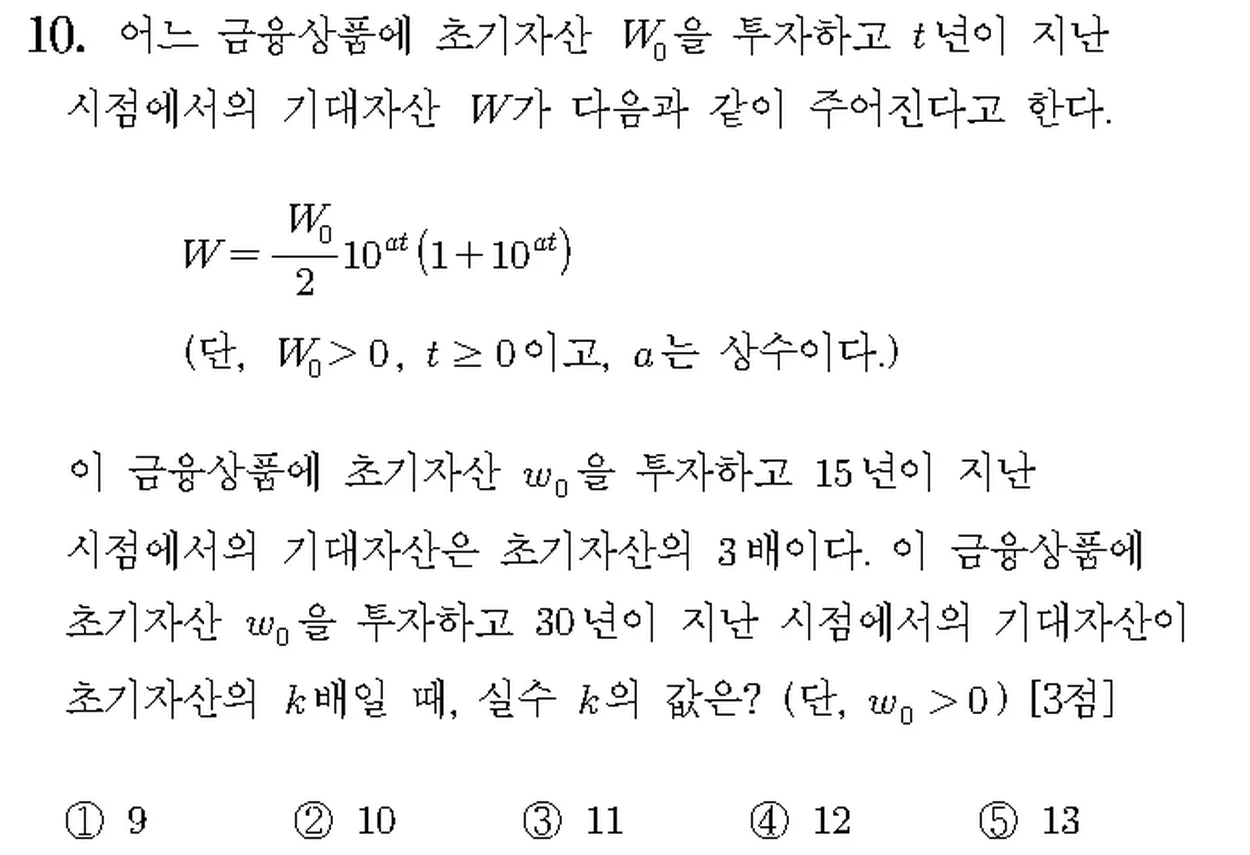 10. 어느 금융상품에 초기자산 W₀을 투자하고 t년이 지난
시점에서의 기대자산 W가 다음과 같이 주어진다고 한다.
W = W₀/2 10^{at}(1+10^{at})
(단, W₀ > 0, t ≥ 0이고, a는 상수이다.)
이 금융상품에 초기자산 w₀을 투자하고 15년이 지난
시점에서의 기대자산은 초기자산의 3배이다. 이 금융상품에
초기자산 w₀을 투자하고 30년이 지난 시점에서의 기대자산이
초기자산의 k배일 때, 실수 k의 값은? (단, w₀ > 0) [3점]
① 9 ② 10 ③ 11 ④ 12 ⑤ 13